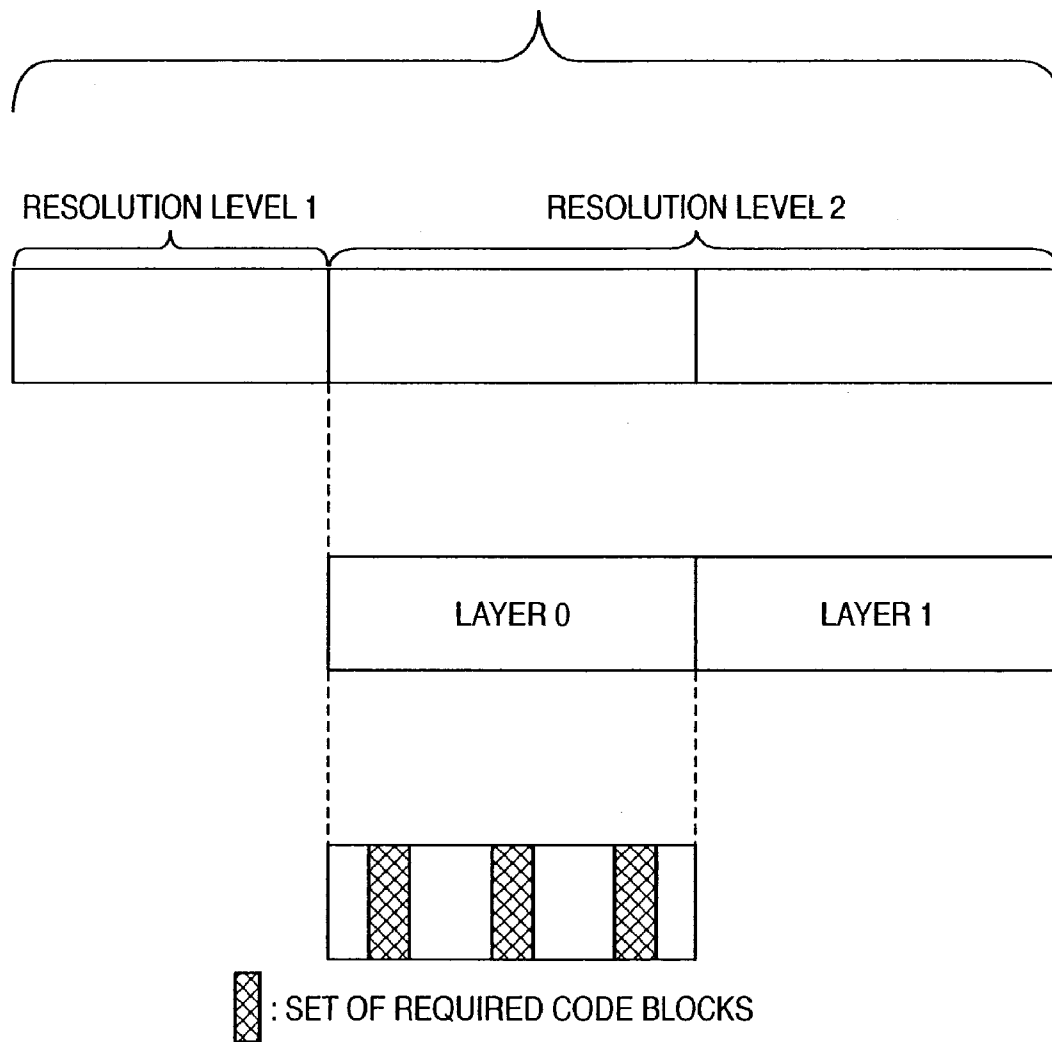 RESOLUTION LEVEL 1
RESOLUTION LEVEL 2
LAYER 0
LAYER 1
: SET OF REQUIRED CODE BLOCKS